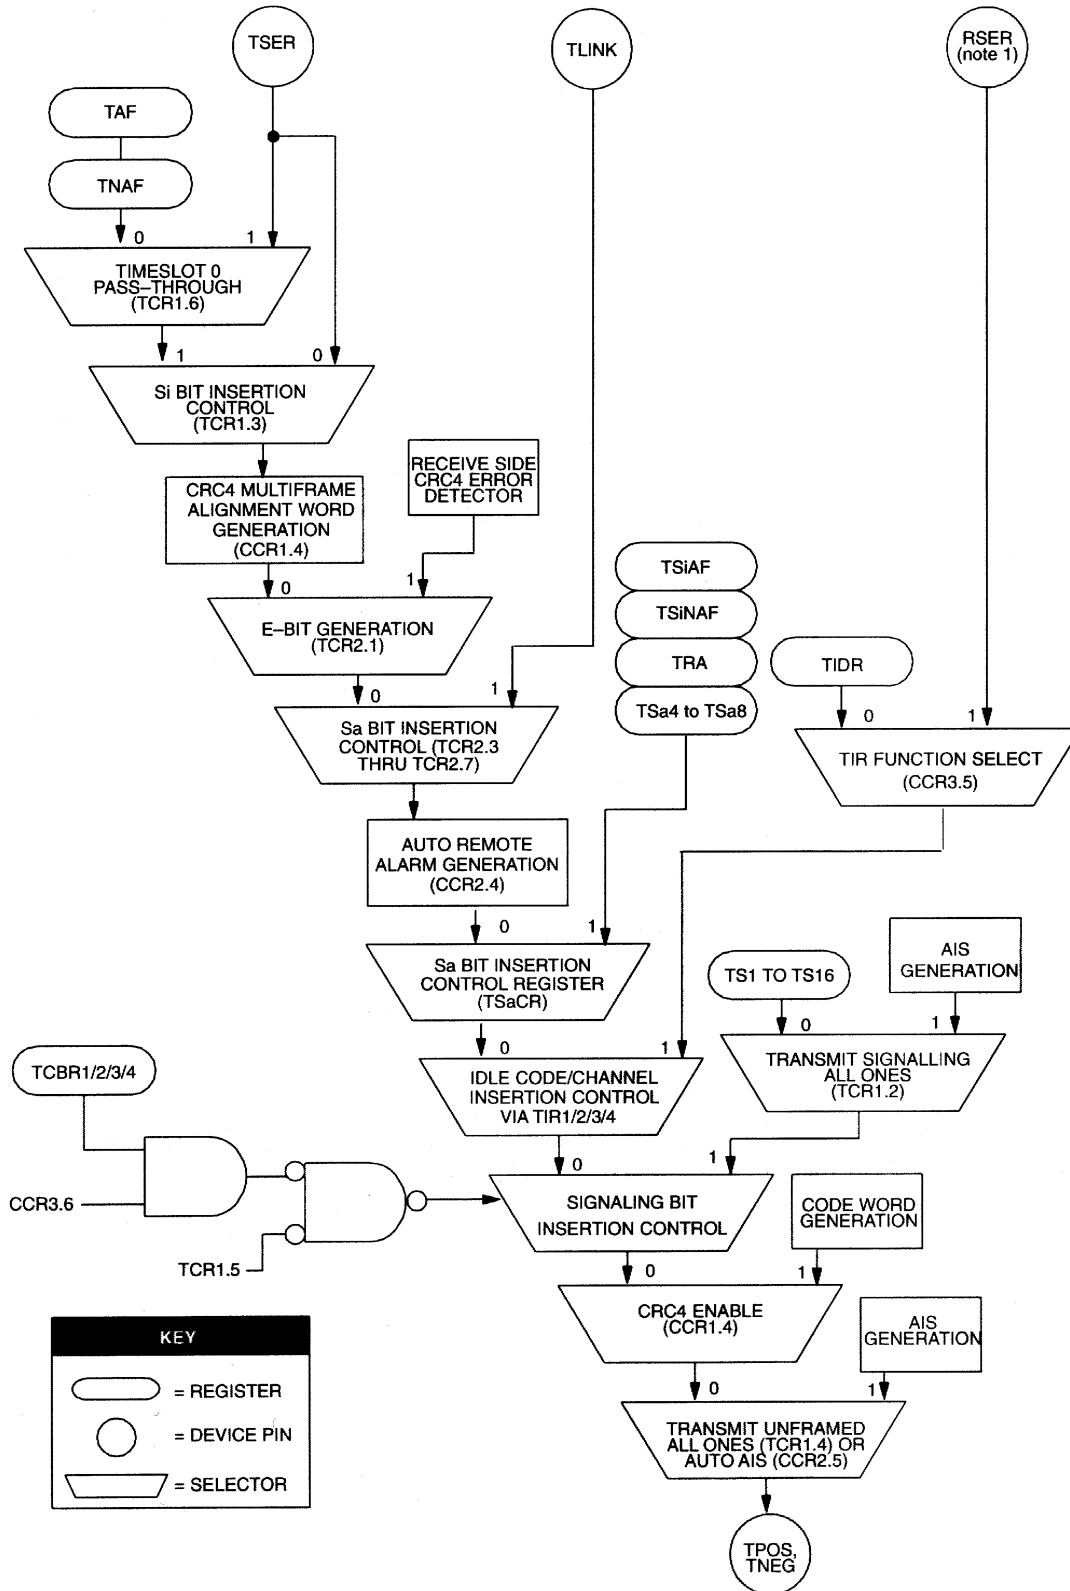 TSER
TLINK
RSER
(note 1)
TAF
TNAF
0
1
TIMESLOT 0
PASS–THROUGH
(TCR1.6)
1
0
Si BIT INSERTION
CONTROL
(TCR1.3)
RECEIVE SIDE
CRC4 ERROR
DETECTOR
CRC4 MULTIFRAME
ALIGNMENT WORD
GENERATION
(CCR1.4)
0
1
E–BIT GENERATION
(TCR2.1)
TSiAF
TSiNAF
TRA
TSa4 to TSa8
TIDR
0
1
Sa BIT INSERTION
CONTROL (TCR2.3
THRU TCR2.7)
0
1
TIR FUNCTION SELECT
(CCR3.5)
AUTO REMOTE
ALARM GENERATION
(CCR2.4)
0
1
Sa BIT INSERTION
CONTROL REGISTER
(TSaCR)
TS1 TO TS16
AIS
GENERATION
0
1
TRANSMIT SIGNALLING
ALL ONES
(TCR1.2)
0
1
IDLE CODE/CHANNEL
INSERTION CONTROL
VIA TIR1/2/3/4
TCBR1/2/3/4
CCR3.6
TCR1.5
0
1
SIGNALING BIT
INSERTION CONTROL
CODE WORD
GENERATION
0
1
CRC4 ENABLE
(CCR1.4)
AIS
GENERATION
0
1
TRANSMIT UNFRAMED
ALL ONES (TCR1.4) OR
AUTO AIS (CCR2.5)
TPOS,
TNEG
KEY
= REGISTER
= DEVICE PIN
= SELECTOR